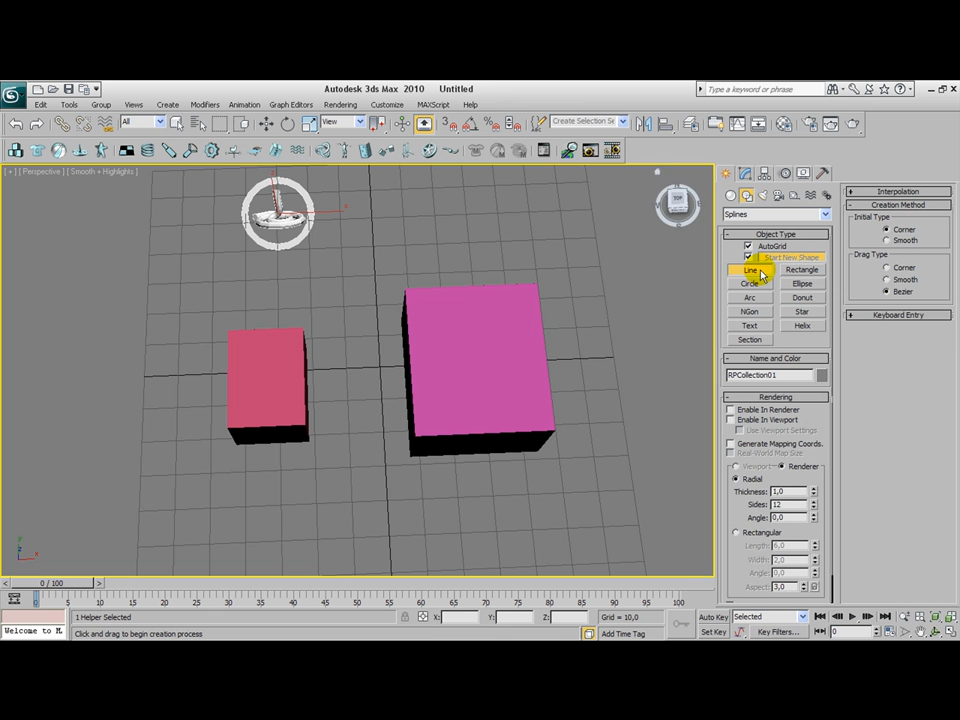 Autodesk 3ds Max 2010 Untitled
Type a keyword or phrase
Edit Tools Group Views Create Modifiers Animation Graph Editors Rendering Customize MAXScript Help
All View Create Selection Se
[ + ] [ Perspective ] [ Smooth + Highlights ]
TOP
Splines
Object Type
AutoGrid
Start New Shape
Line Rectangle
Circle Ellipse
Arc Donut
NGon Star
Text Helix
Section
Name and Color
RPCollection01
Rendering
Enable In Renderer
Enable In Viewport
Use Viewport Settings
Generate Mapping Coords.
Real-World Map Size
Viewport Renderer
Radial
Thickness: 1,0
Sides: 12
Angle: 0,0
Rectangular
Length: 6,0
Width: 2,0
Angle: 0,0
Aspect: 3,0
Interpolation
Creation Method
Initial Type
Corner
Smooth
Drag Type
Corner
Smooth
Bezier
Keyboard Entry
0 / 100
0 5 10 15 20 25 30 35 40 45 50 55 60 65 70 75 80 85 90 95 100
1 Helper Selected X: Y: Z: Grid = 10,0 Auto Key Selected
Welcome to M Click and drag to begin creation process Add Time Tag Set Key Key Filters... 0